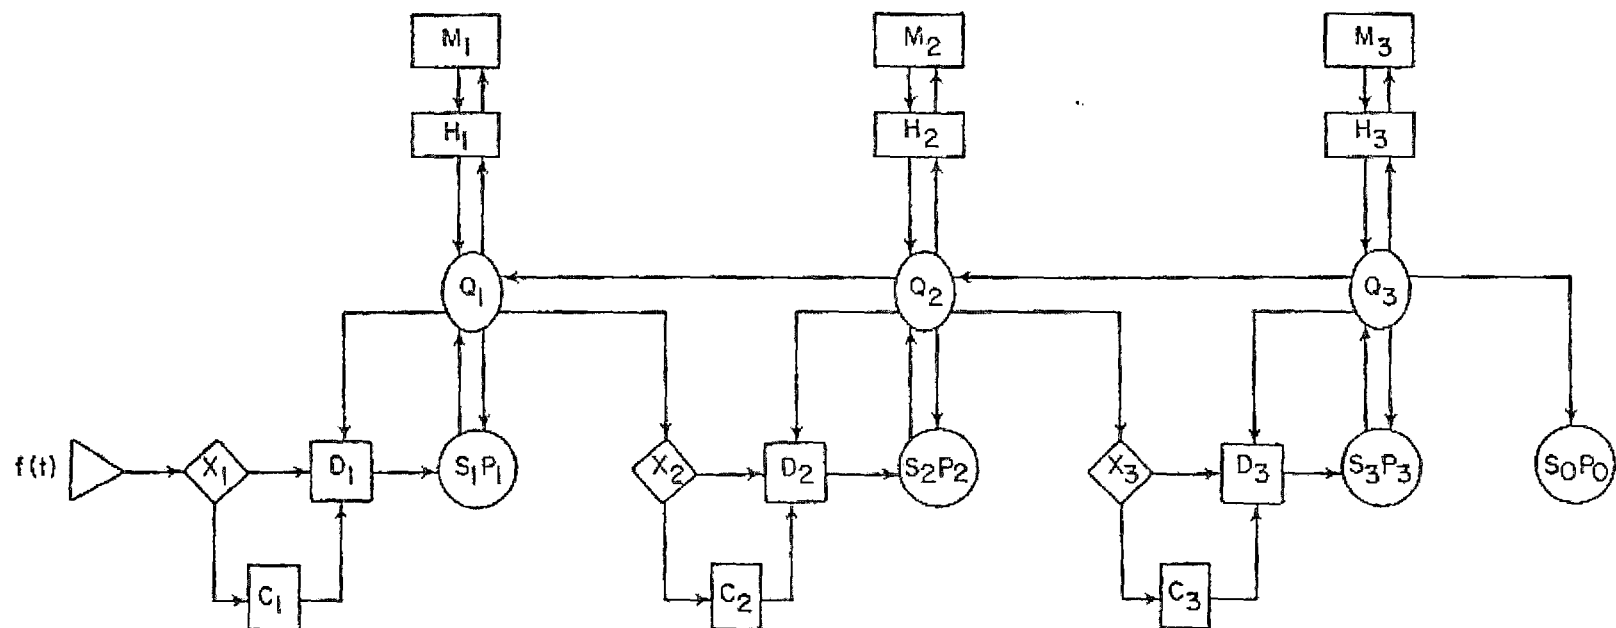 M1 M2 M3
H1 H2 H3
Q1 Q2 Q3
f(t) X1 D1 S1P1 X2 D2 S2P2 X3 D3 S3P3 S0P0
C1 C2 C3